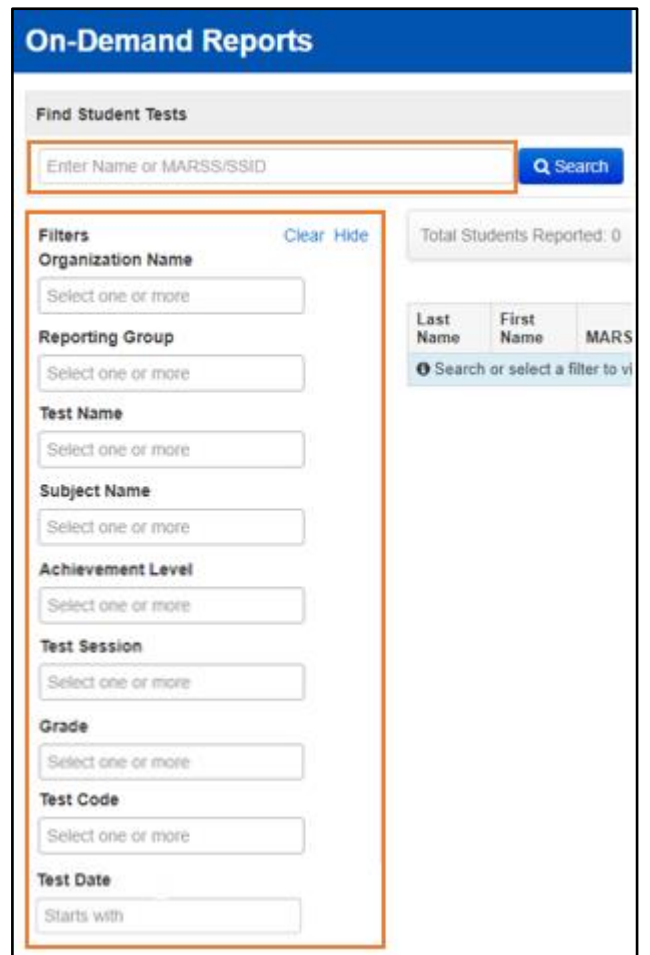 On-Demand Reports
Find Student Tests
Enter Name or MARSS/SSID
Search
Filters
Clear Hide
Organization Name
Select one or more
Reporting Group
Select one or more
Test Name
Select one or more
Subject Name
Select one or more
Achievement Level
Select one or more
Test Session
Select one or more
Grade
Select one or more
Test Code
Select one or more
Test Date
Starts with
Total Students Reported: 0
Last Name
First Name
MARS
Search or select a filter to vi